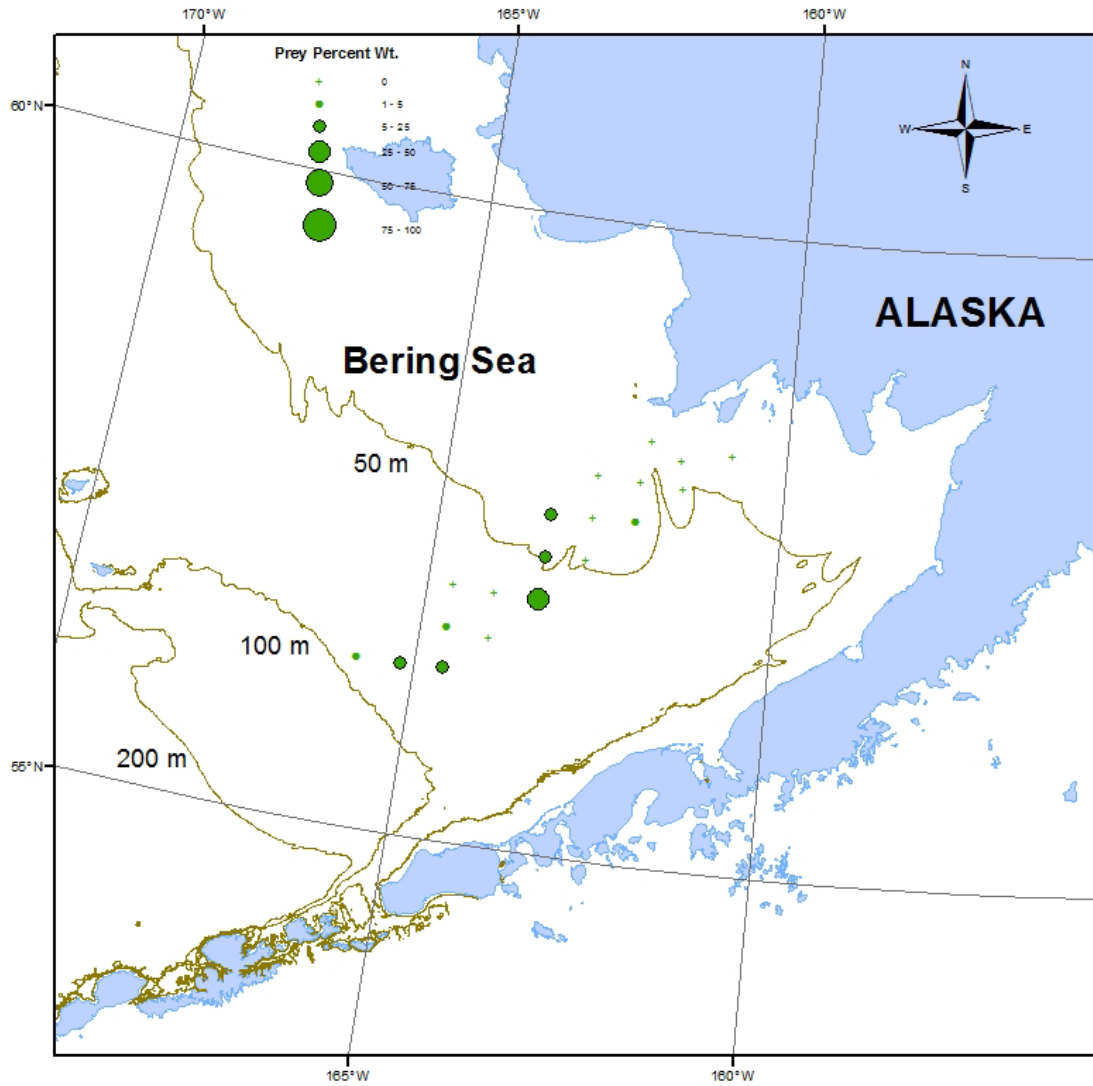 170°W 165°W 160°W
Prey Percent Wt.
0
1 - 5
5 - 25
25 - 50
50 - 75
75 - 100
N
W E
S
60°N
ALASKA
Bering Sea
50 m
100 m
200 m
55°N
165°W 160°W